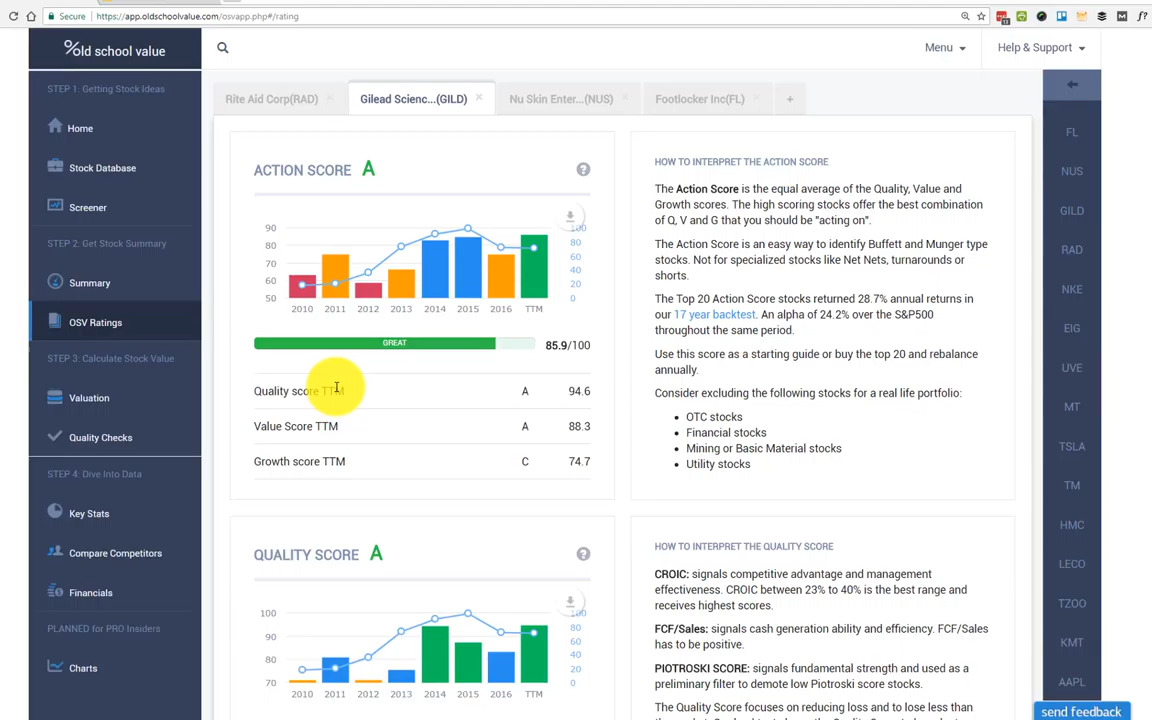 Secure
https://app.oldschoolvalue.com/osvapp.php#/rating
old school value
Menu
Help & Support
STEP 1: Getting Stock Ideas
Home
Stock Database
Screener
STEP 2: Get Stock Summary
Summary
OSV Ratings
STEP 3: Calculate Stock Value
Valuation
Quality Checks
STEP 4: Dive Into Data
Key Stats
Compare Competitors
Financials
PLANNED for PRO Insiders
Charts
Rite Aid Corp(RAD)
Gilead Scienc...(GILD)
Nu Skin Enter...(NUS)
Footlocker Inc(FL)
+
ACTION SCORE A
90
80
70
60
50
100
80
60
40
20
0
2010 2011 2012 2013 2014 2015 2016 TTM
GREAT
85.9/100
Quality score TTM A 94.6
Value Score TTM A 88.3
Growth score TTM C 74.7
HOW TO INTERPRET THE ACTION SCORE
The Action Score is the equal average of the Quality, Value and
Growth scores. The high scoring stocks offer the best combination
of Q, V and G that you should be "acting on".
The Action Score is an easy way to identify Buffett and Munger type
stocks. Not for specialized stocks like Net Nets, turnarounds or
shorts.
The Top 20 Action Score stocks returned 28.7% annual returns in
our 17 year backtest. An alpha of 24.2% over the S&P500
throughout the same period.
Use this score as a starting guide or buy the top 20 and rebalance
annually.
Consider excluding the following stocks for a real life portfolio:
OTC stocks
Financial stocks
Mining or Basic Material stocks
Utility stocks
QUALITY SCORE A
100
90
80
70
100
80
60
40
20
0
2010 2011 2012 2013 2014 2015 2016 TTM
HOW TO INTERPRET THE QUALITY SCORE
CROIC: signals competitive advantage and management
effectiveness. CROIC between 23% to 40% is the best range and
receives highest scores.
FCF/Sales: signals cash generation ability and efficiency. FCF/Sales
has to be positive.
PIOTROSKI SCORE: signals fundamental strength and used as a
preliminary filter to demote low Piotroski score stocks.
The Quality Score focuses on reducing loss and to lose less than
FL
NUS
GILD
RAD
NKE
EIG
UVE
MT
TSLA
TM
HMC
LECO
TZOO
KMT
AAPL
send feedback